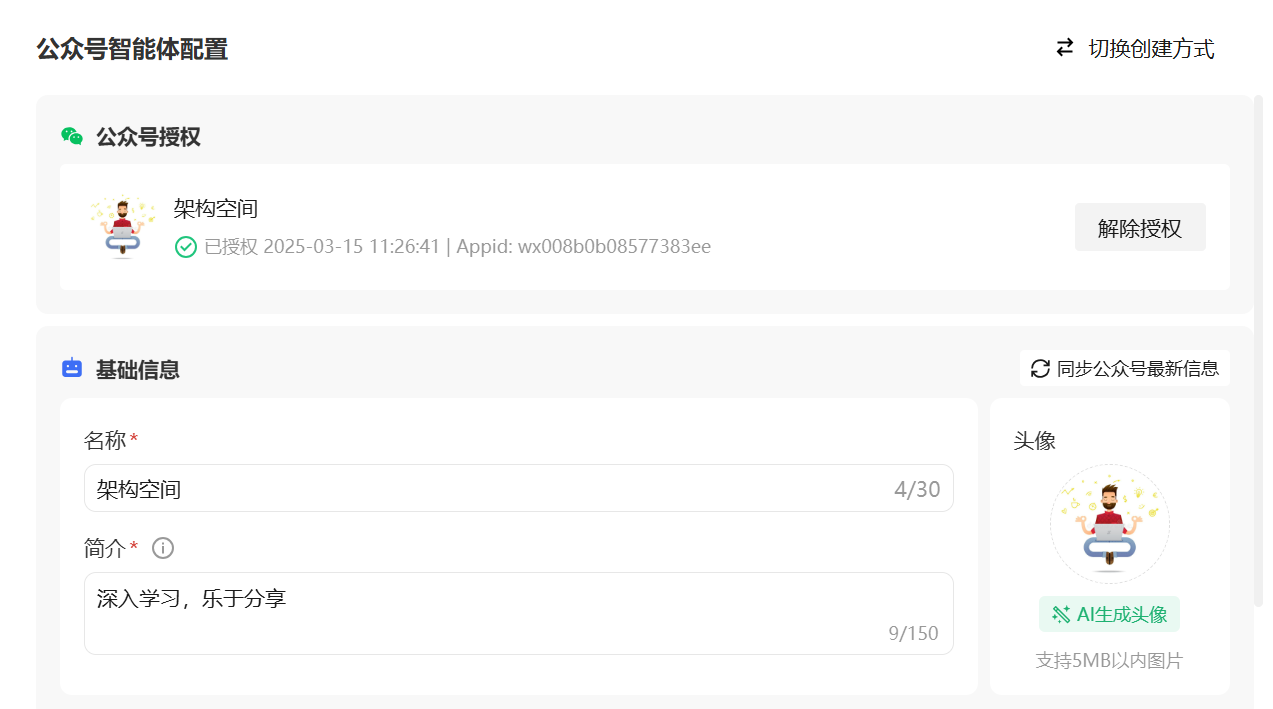 公众号智能体配置
切换创建方式
公众号授权
架构空间
已授权 2025-03-15 11:26:41 | Appid: wx008b0b08577383ee
解除授权
基础信息
同步公众号最新信息
名称*
架构空间
4/30
简介*
深入学习，乐于分享
9/150
头像
AI生成头像
支持5MB以内图片